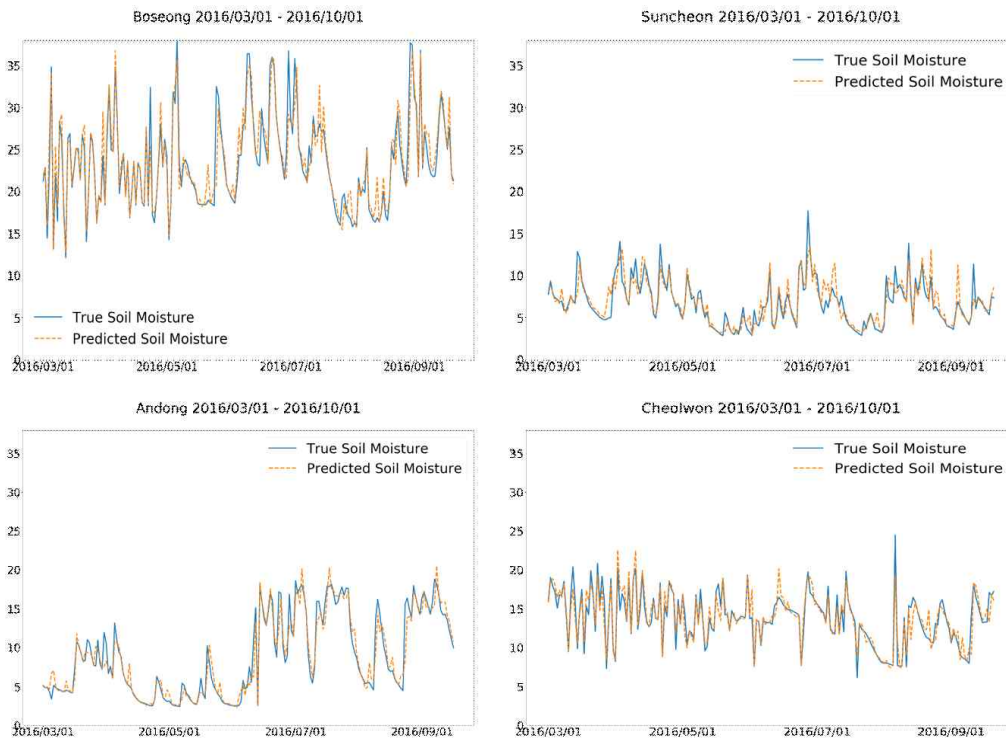 Boseong 2016/03/01 - 2016/10/01
35
30
25
20
15
10
5
0
True Soil Moisture
Predicted Soil Moisture
2016/03/01 2016/05/01 2016/07/01 2016/09/01
Suncheon 2016/03/01 - 2016/10/01
True Soil Moisture
Predicted Soil Moisture
35
30
25
20
15
10
5
0
2016/03/01 2016/05/01 2016/07/01 2016/09/01
Andong 2016/03/01 - 2016/10/01
True Soil Moisture
Predicted Soil Moisture
35
30
25
20
15
10
5
0
2016/03/01 2016/05/01 2016/07/01 2016/09/01
Cheolwon 2016/03/01 - 2016/10/01
True Soil Moisture
Predicted Soil Moisture
35
30
25
20
15
10
5
0
2016/03/01 2016/05/01 2016/07/01 2016/09/01